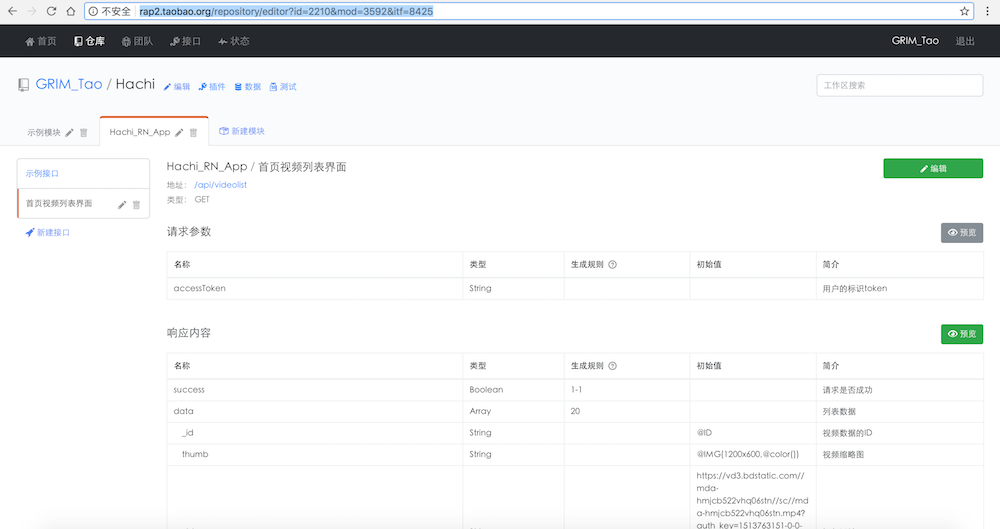 不安全 rap2.taobao.org/repository/editor?id=2210&mod=3592&itf=8425
首页 仓库 团队 接口 状态 GRIM_Tao 退出
GRIM_Tao / Hachi 编辑 插件 数据 测试 工作区搜索
示例模块 Hachi_RN_App 新建模块
示例接口
首页视频列表界面
新建接口
Hachi_RN_App / 首页视频列表界面 编辑
地址: /api/videolist
类型: GET
请求参数 预览
名称 类型 生成规则 初始值 简介
accessToken String 用户的标识token
响应内容 预览
名称 类型 生成规则 初始值 简介
success Boolean 1-1 请求是否成功
data Array 20 列表数据
_id String @ID 视频数据的ID
thumb String @IMG(1200x600,@color()) 视频缩略图
https://vd3.bdstatic.com//
mda-
hmjcb522vhq06stn//sc//md
a-hmjcb522vhq06stn.mp4?
auth_key=1513763151-0-0-